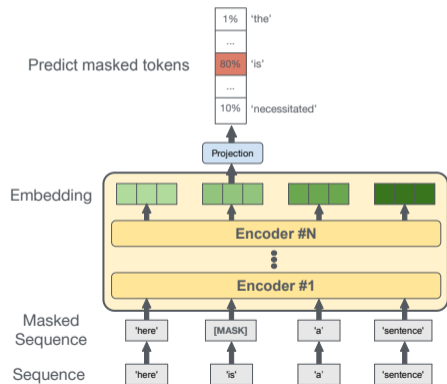 1% 'the'
...
Predict masked tokens 80% 'is'
...
10% 'necessitated'
Projection
Embedding
Encoder #N
Encoder #1
Masked
Sequence
'here' [MASK] 'a' 'sentence'
Sequence 'here' 'is' 'a' 'sentence'